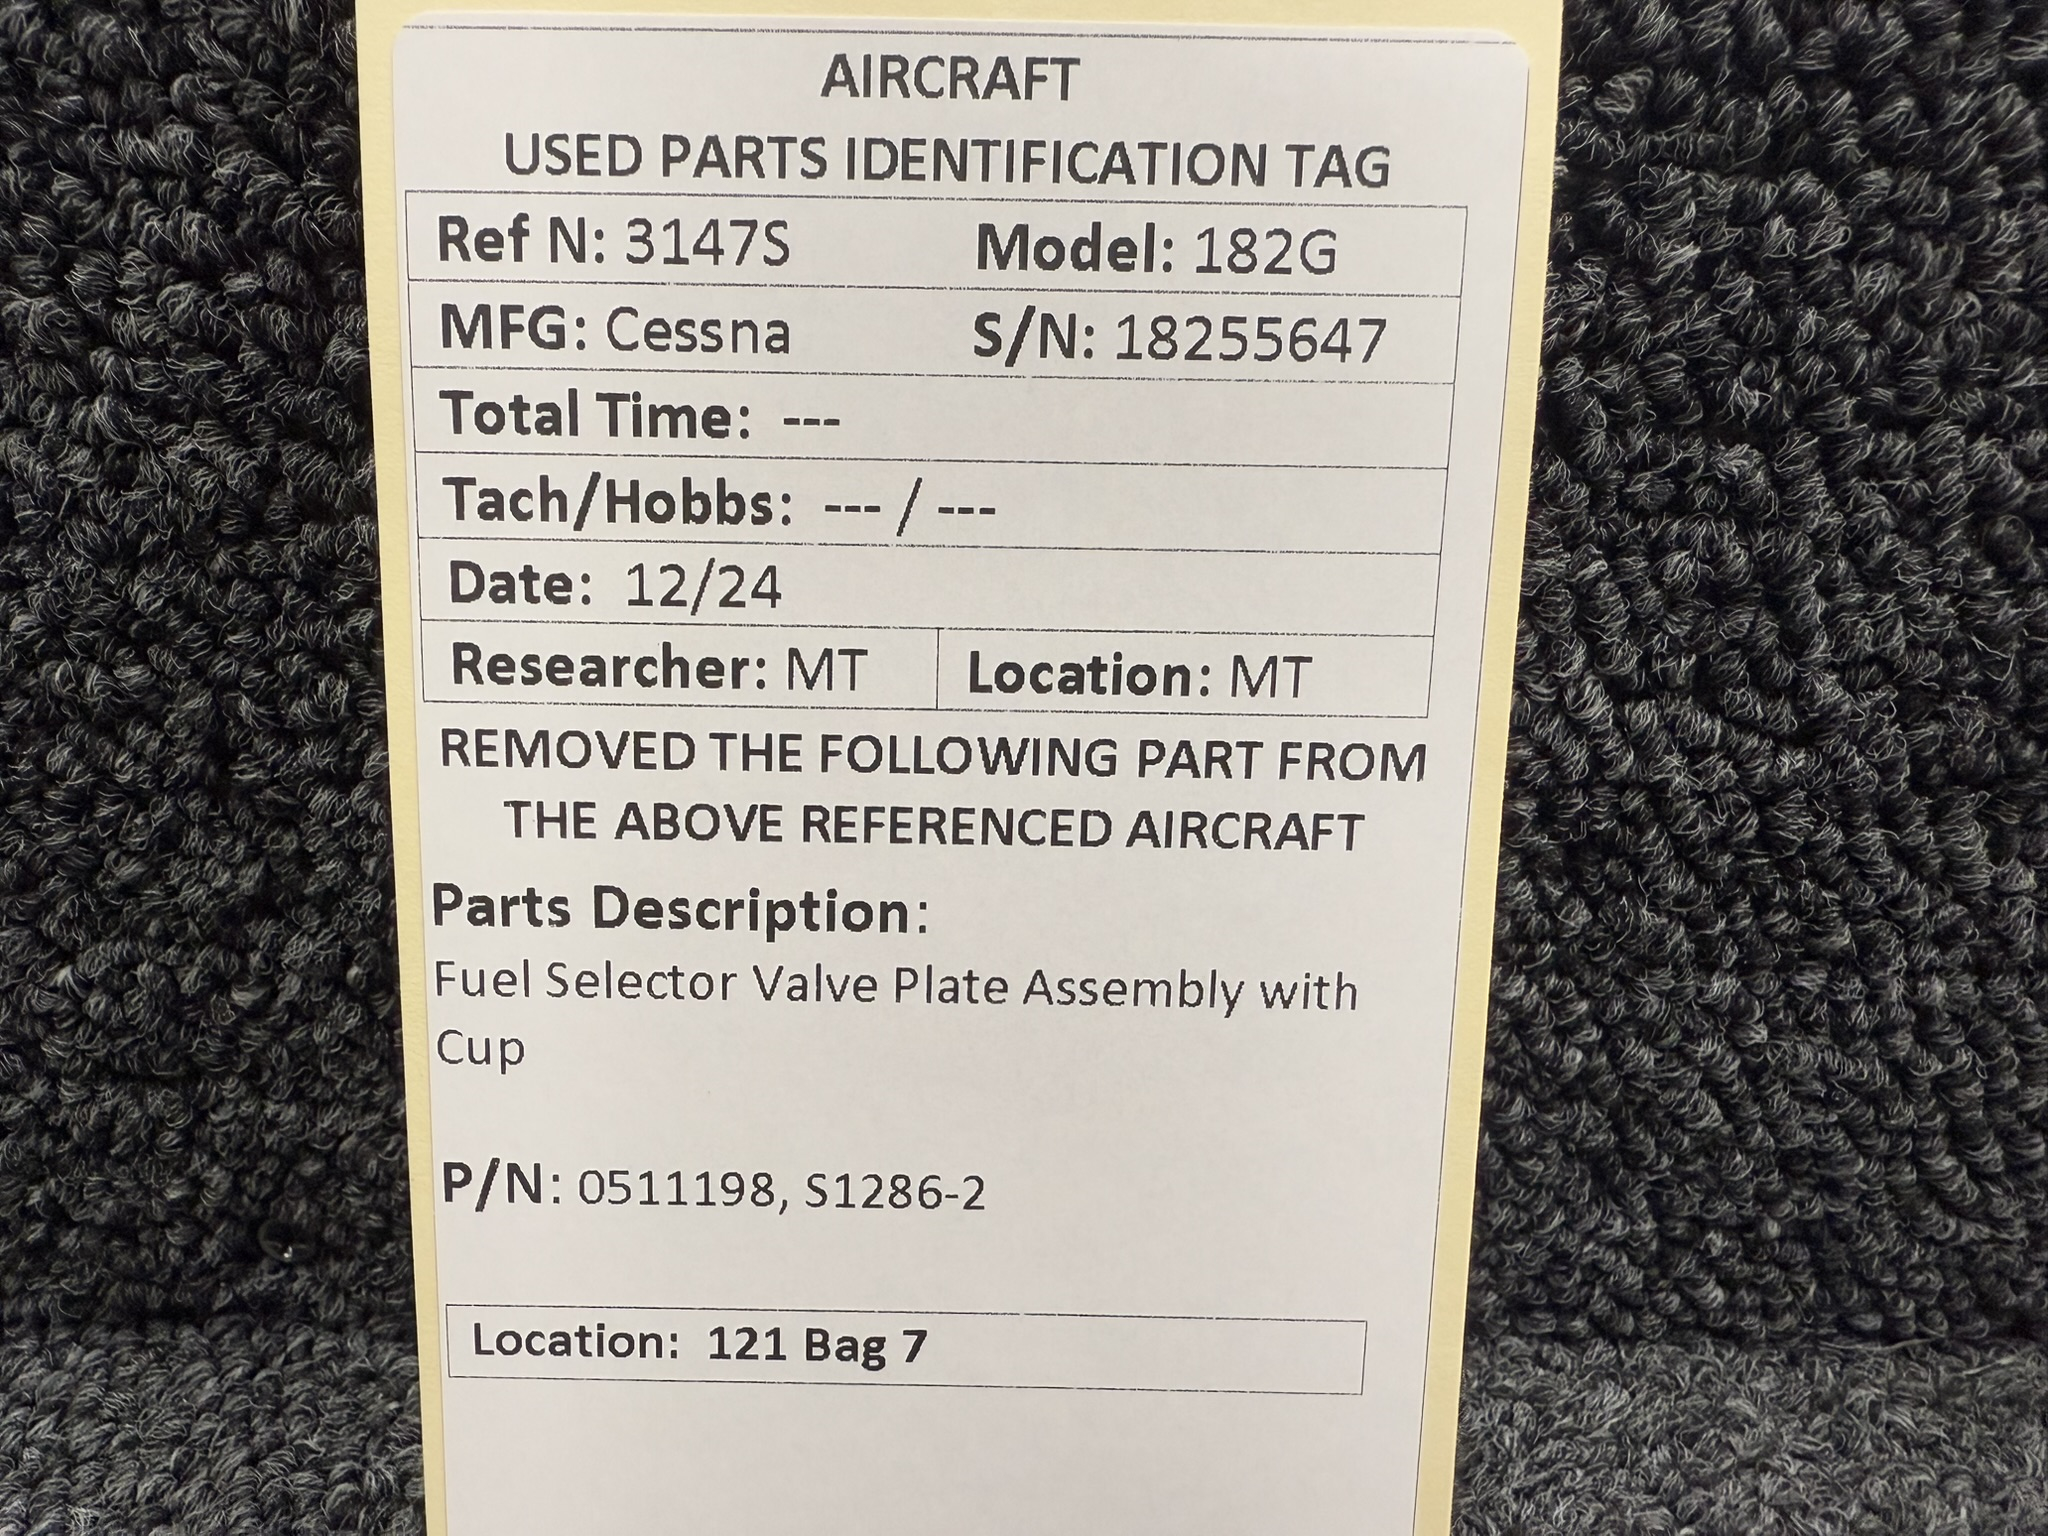 AIRCRAFT
USED PARTS IDENTIFICATION TAG
Ref N: 3147S Model: 182G
MFG: Cessna S/N: 18255647
Total Time: ---
Tach/Hobbs: --- / ---
Date: 12/24
Researcher: MT Location: MT
REMOVED THE FOLLOWING PART FROM
THE ABOVE REFERENCED AIRCRAFT
Parts Description:
Fuel Selector Valve Plate Assembly with
Cup
P/N: 0511198, S1286-2
Location: 121 Bag 7